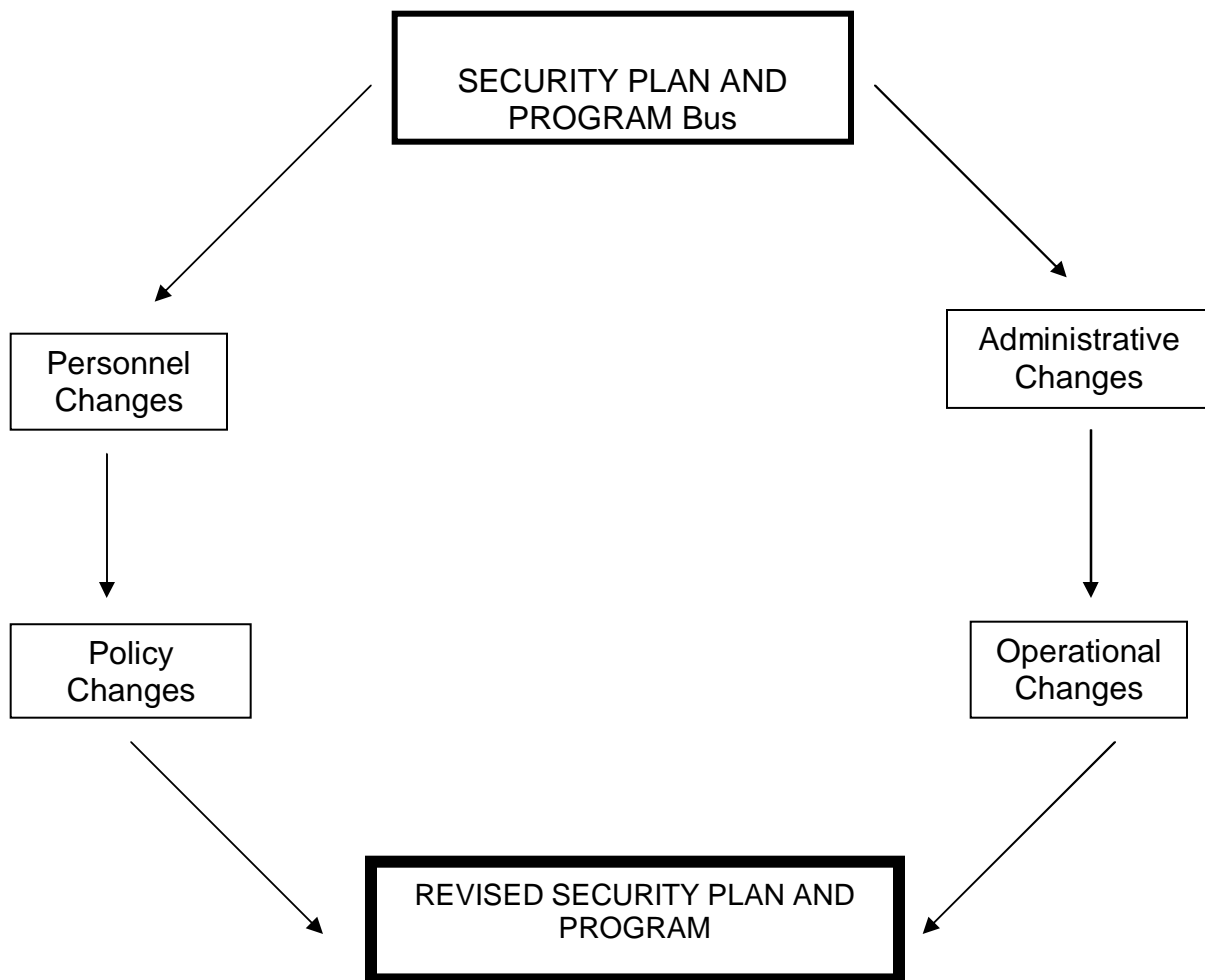 SECURITY PLAN AND
PROGRAM Bus
Personnel
Changes
Administrative
Changes
Policy
Changes
Operational
Changes
REVISED SECURITY PLAN AND
PROGRAM